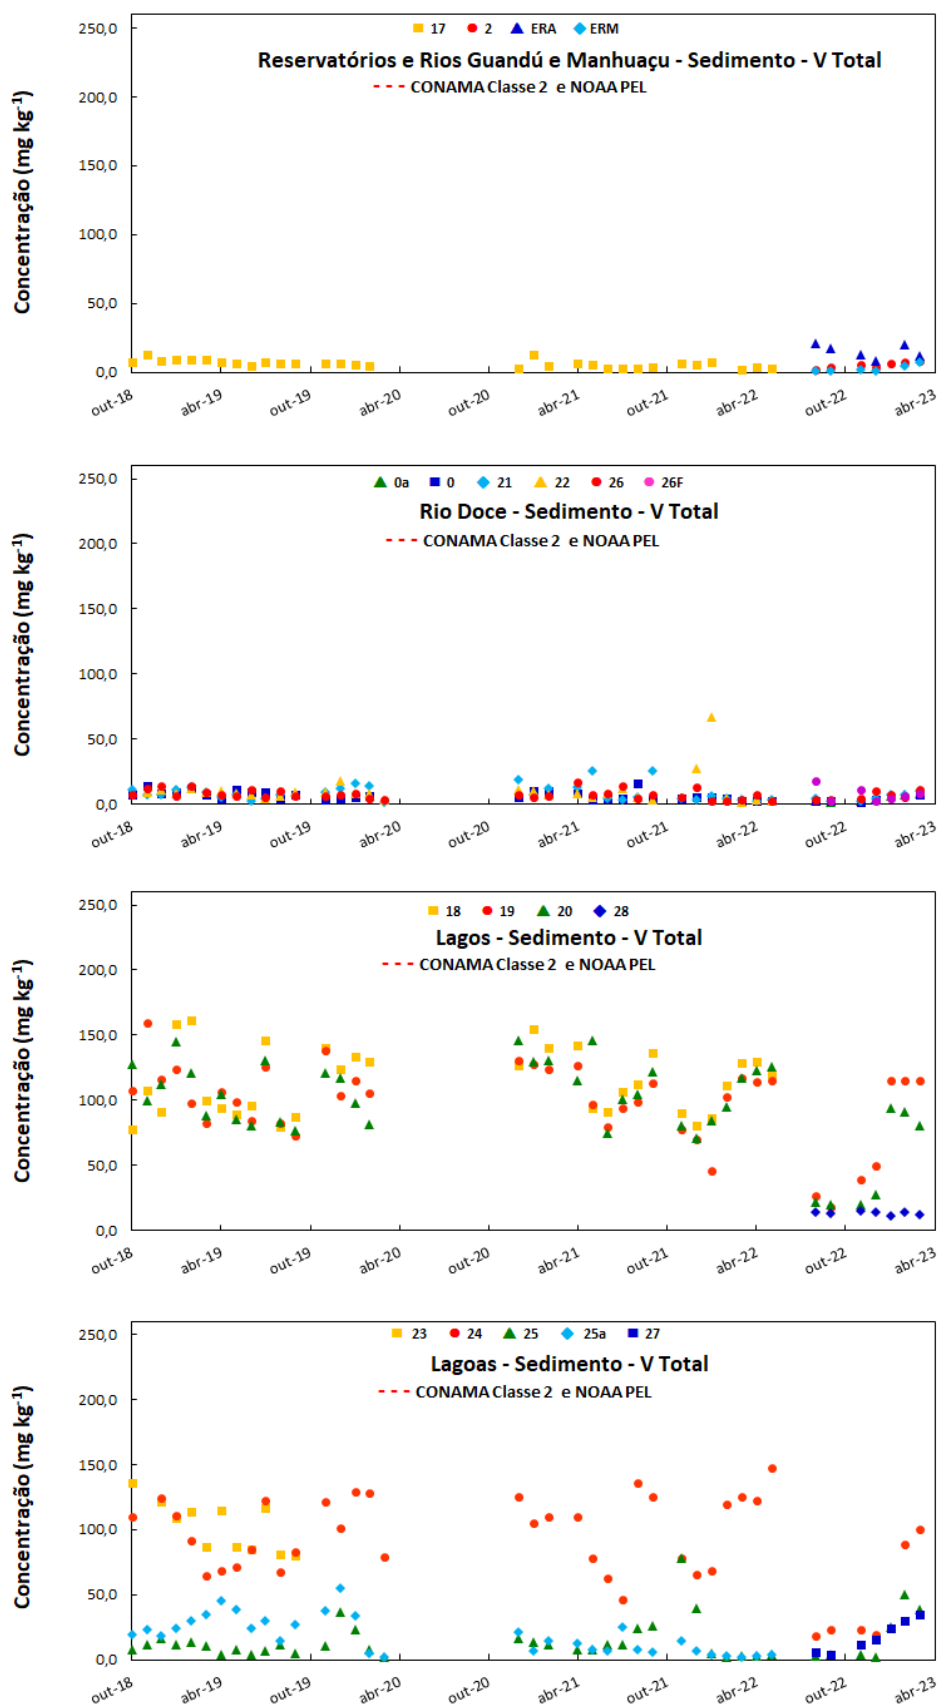 17 2 ERA ERM
Reservatórios e Rios Guandú e Manhuaçu - Sedimento - V Total
CONAMA Classe 2 e NOAA PEL
Concentração (mg kg⁻¹)
250,0
200,0
150,0
100,0
50,0
0,0
out-18 abr-19 out-19 abr-20 out-20 abr-21 out-21 abr-22 out-22 abr-23
0a 0 21 22 26 26F
Rio Doce - Sedimento - V Total
CONAMA Classe 2 e NOAA PEL
Concentração (mg kg⁻¹)
250,0
200,0
150,0
100,0
50,0
0,0
out-18 abr-19 out-19 abr-20 out-20 abr-21 out-21 abr-22 out-22 abr-23
18 19 20 28
Lagos - Sedimento - V Total
CONAMA Classe 2 e NOAA PEL
Concentração (mg kg⁻¹)
250,0
200,0
150,0
100,0
50,0
0,0
out-18 abr-19 out-19 abr-20 out-20 abr-21 out-21 abr-22 out-22 abr-23
23 24 25 25a 27
Lagoas - Sedimento - V Total
CONAMA Classe 2 e NOAA PEL
Concentração (mg kg⁻¹)
250,0
200,0
150,0
100,0
50,0
0,0
out-18 abr-19 out-19 abr-20 out-20 abr-21 out-21 abr-22 out-22 abr-23